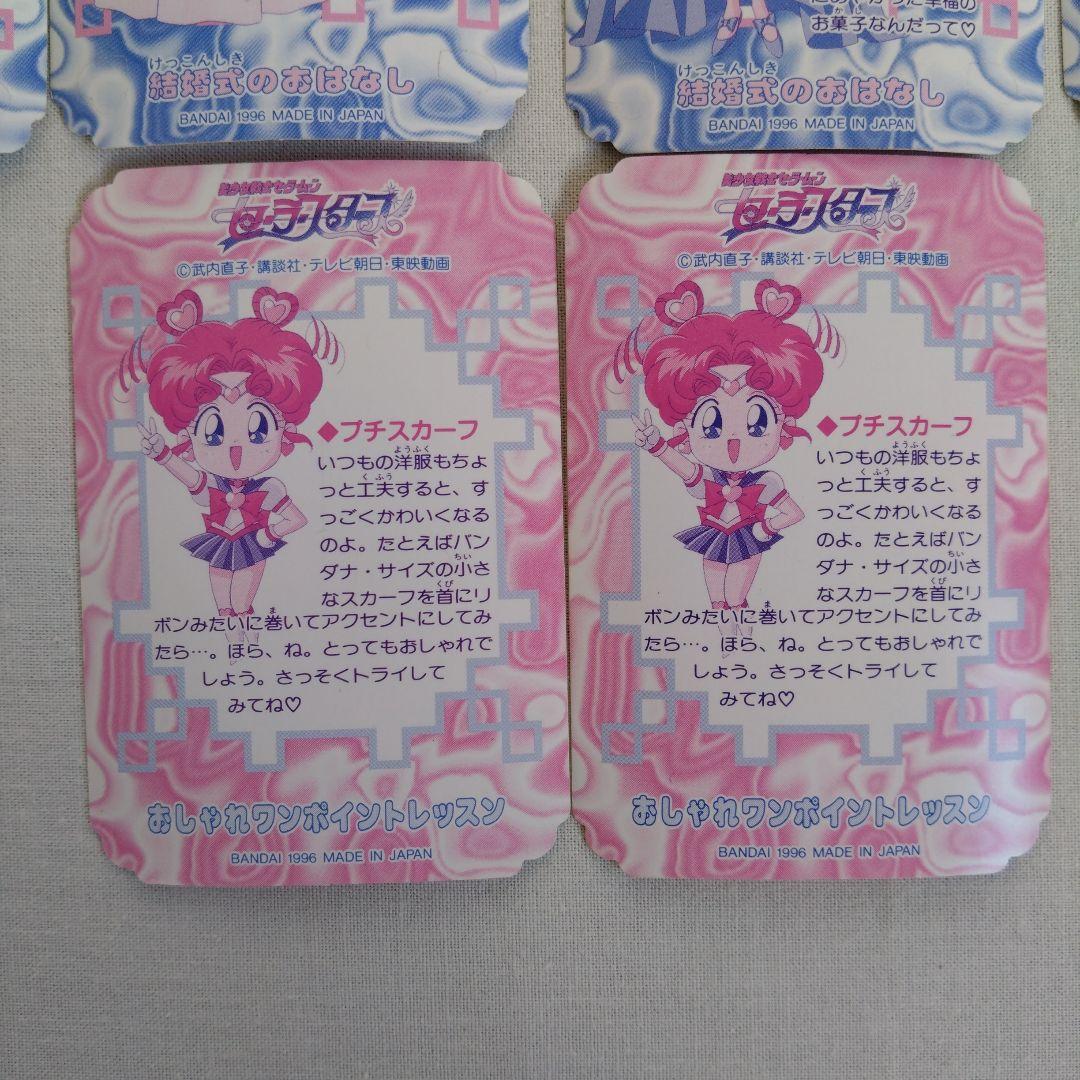 けっこんしき
結婚式のおはなし
BANDAI 1996 MADE IN JAPAN
お菓子なんだって♡
けっこんしき
結婚式のおはなし
BANDAI 1996 MADE IN JAPAN
美少女戦士セーラームーン
セーラースターズ
©武内直子・講談社・テレビ朝日・東映動画
◆プチスカーフ
いつもの洋服もちょ
っと工夫すると、す
っごくかわいくなる
のよ。たとえばバン
ダナ・サイズの小さ
なスカーフを首にリ
ボンみたいに巻いてアクセントにしてみ
たら…。ほら、ね。とってもおしゃれで
しょう。さっそくトライして
みてね♡
おしゃれワンポイントレッスン
BANDAI 1996 MADE IN JAPAN
美少女戦士セーラームーン
セーラースターズ
©武内直子・講談社・テレビ朝日・東映動画
◆プチスカーフ
いつもの洋服もちょ
っと工夫すると、す
っごくかわいくなる
のよ。たとえばバン
ダナ・サイズの小さ
なスカーフを首にリ
ボンみたいに巻いてアクセントにしてみ
たら…。ほら、ね。とってもおしゃれで
しょう。さっそくトライして
みてね♡
おしゃれワンポイントレッスン
BANDAI 1996 MADE IN JAPAN